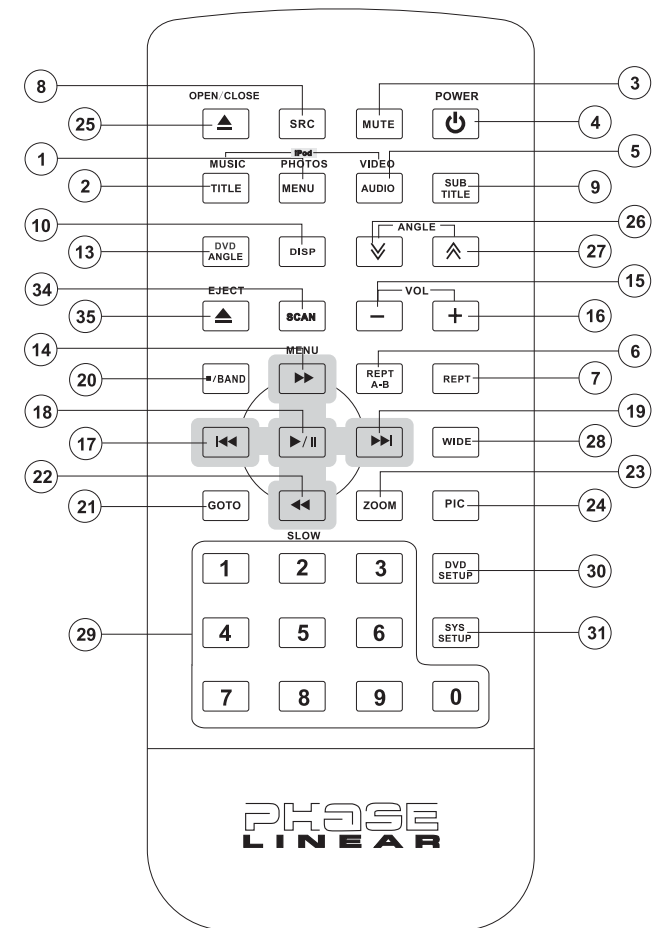 8
3
OPEN/CLOSE
POWER
25
SRC
MUTE
4
1
iPod
5
MUSIC
PHOTOS
VIDEO
2
TITLE
MENU
AUDIO
SUB
TITLE
9
10
26
ANGLE
13
DVD
ANGLE
DISP
27
34
15
EJECT
VOL
35
SCAN
−
+
16
14
MENU
6
20
■/BAND
▶▶
REPT
A-B
REPT
7
18
19
17
⏮
▶/II
⏭
WIDE
28
22
23
21
GOTO
◀◀
ZOOM
PIC
24
SLOW
1
2
3
DVD
SETUP
30
29
4
5
6
SYS
SETUP
31
7
8
9
0
PHASE
LINEAR